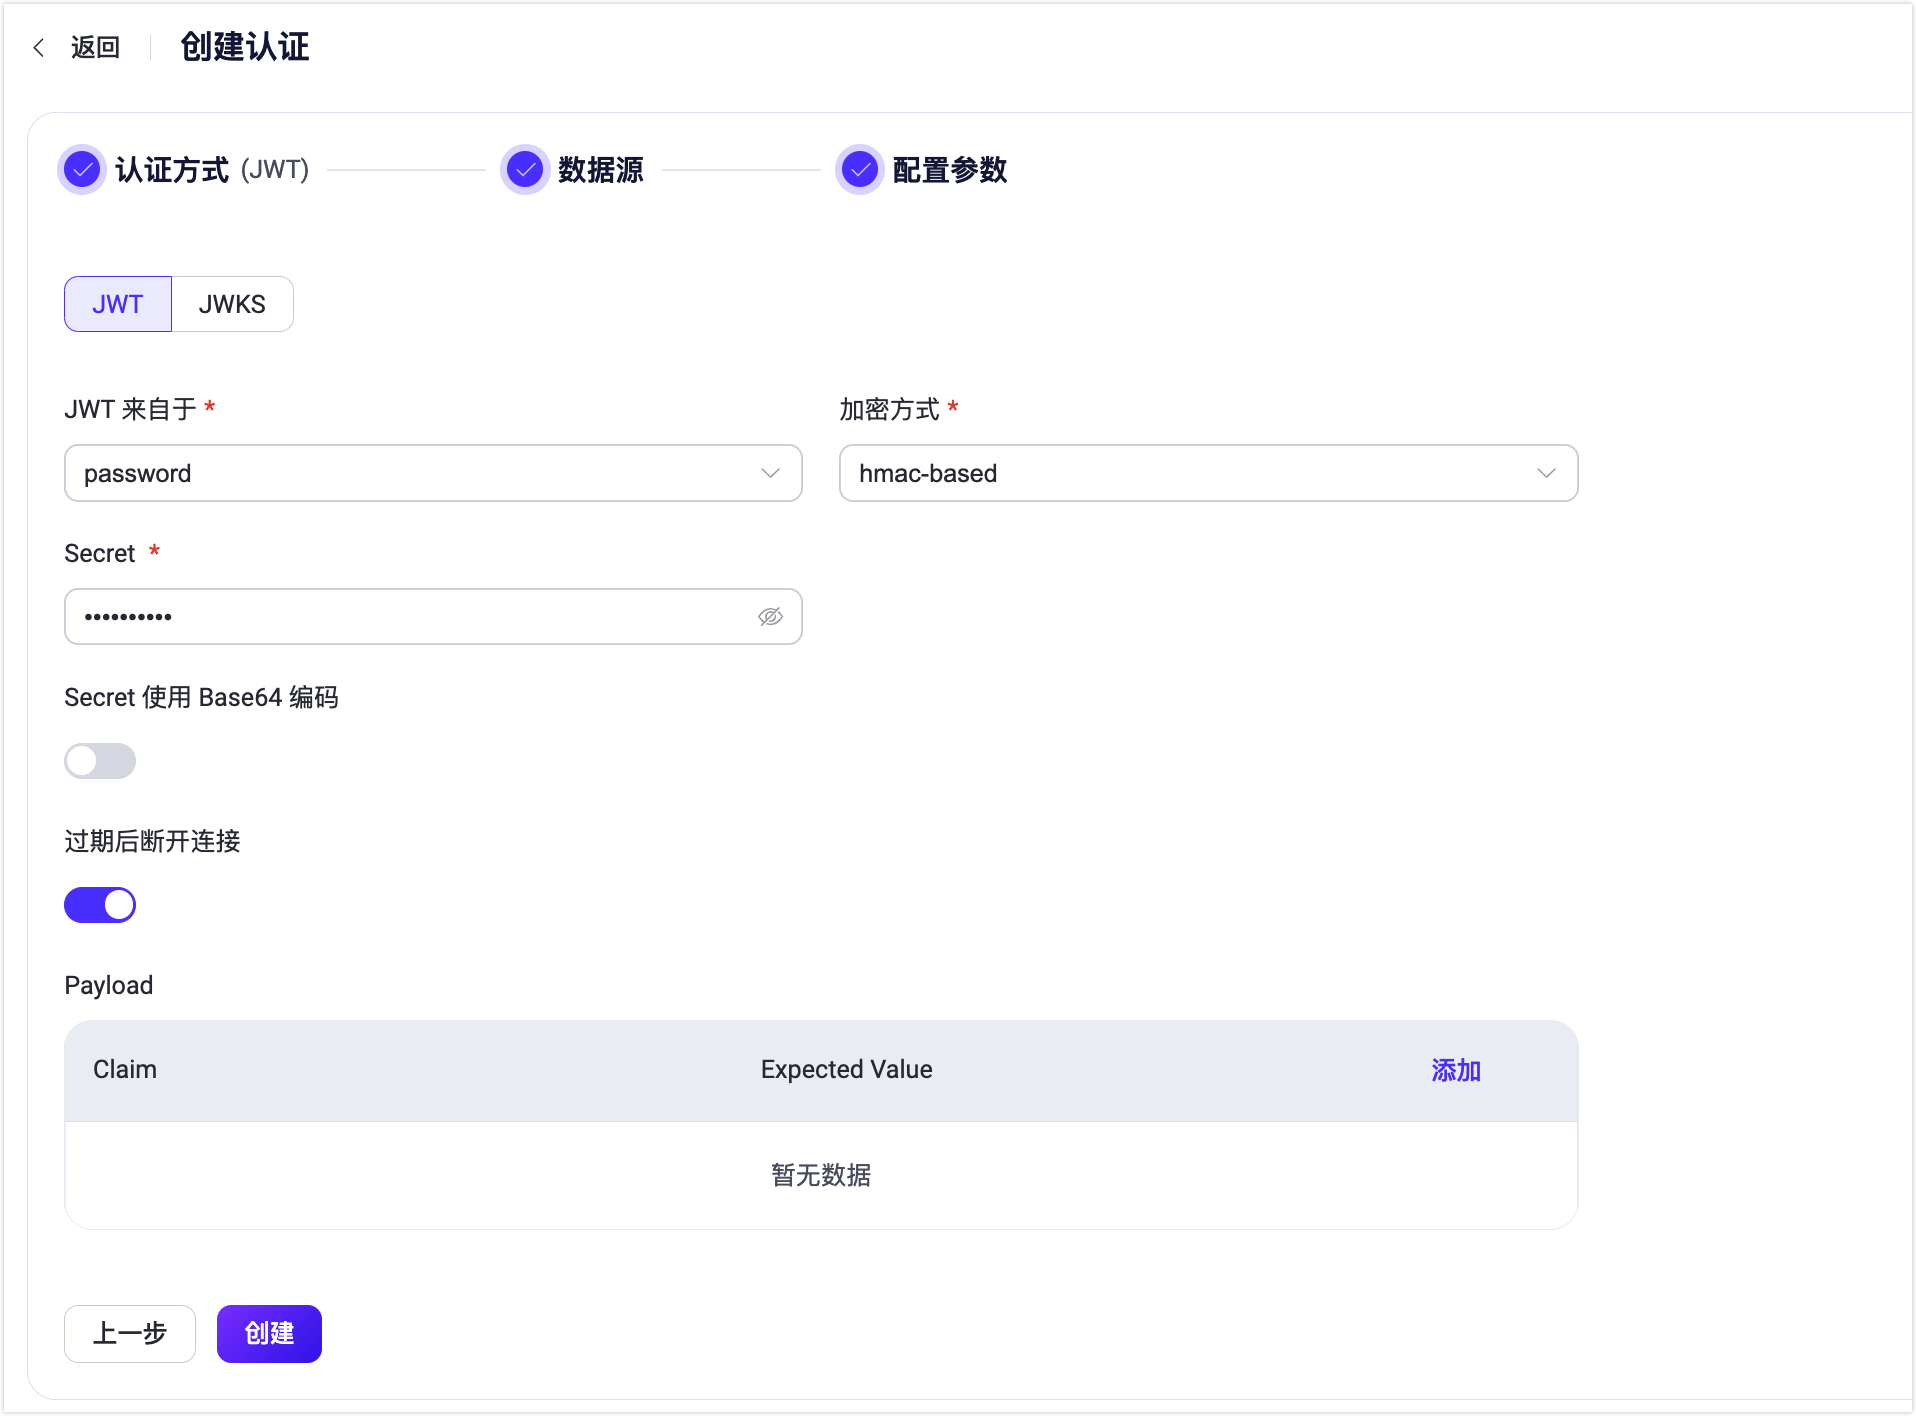 返回 创建认证
认证方式 (JWT) 数据源 配置参数
JWT JWKS
JWT 来自于 * 加密方式 *
password hmac-based
Secret *
••••••••••
Secret 使用 Base64 编码
过期后断开连接
Payload
Claim Expected Value 添加
暂无数据
上一步 创建